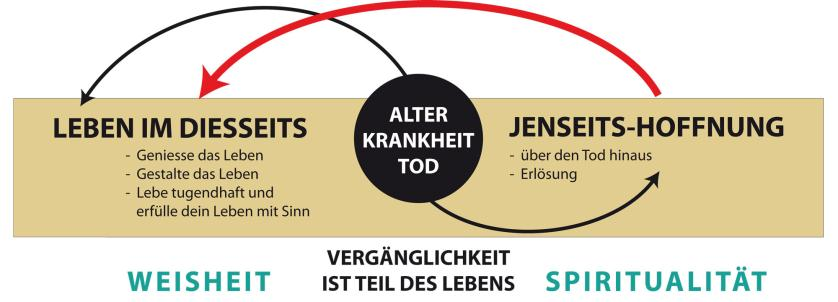 LEBEN IM DIESSEITS
- Geniesse das Leben
- Gestalte das Leben
- Lebe tugendhaft und
erfülle dein Leben mit Sinn
ALTER
KRANKHEIT
TOD
JENSEITS-HOFFNUNG
- über den Tod hinaus
- Erlösung
WEISHEIT
VERGÄNGLICHKEIT
IST TEIL DES LEBENS
SPIRITUALITÄT